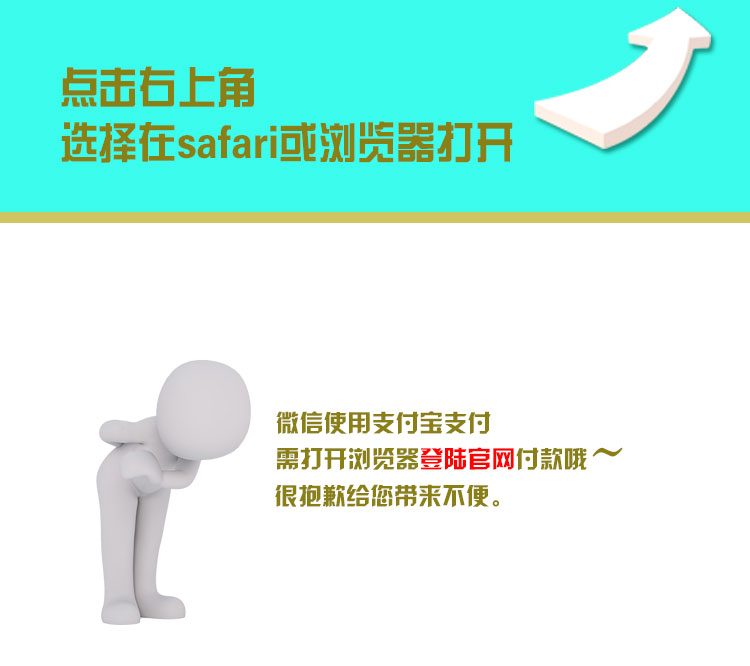 点击右上角
选择在safari或浏览器打开
微信使用支付宝支付
需打开浏览器登陆官网付款哦～
很抱歉给您带来不便。